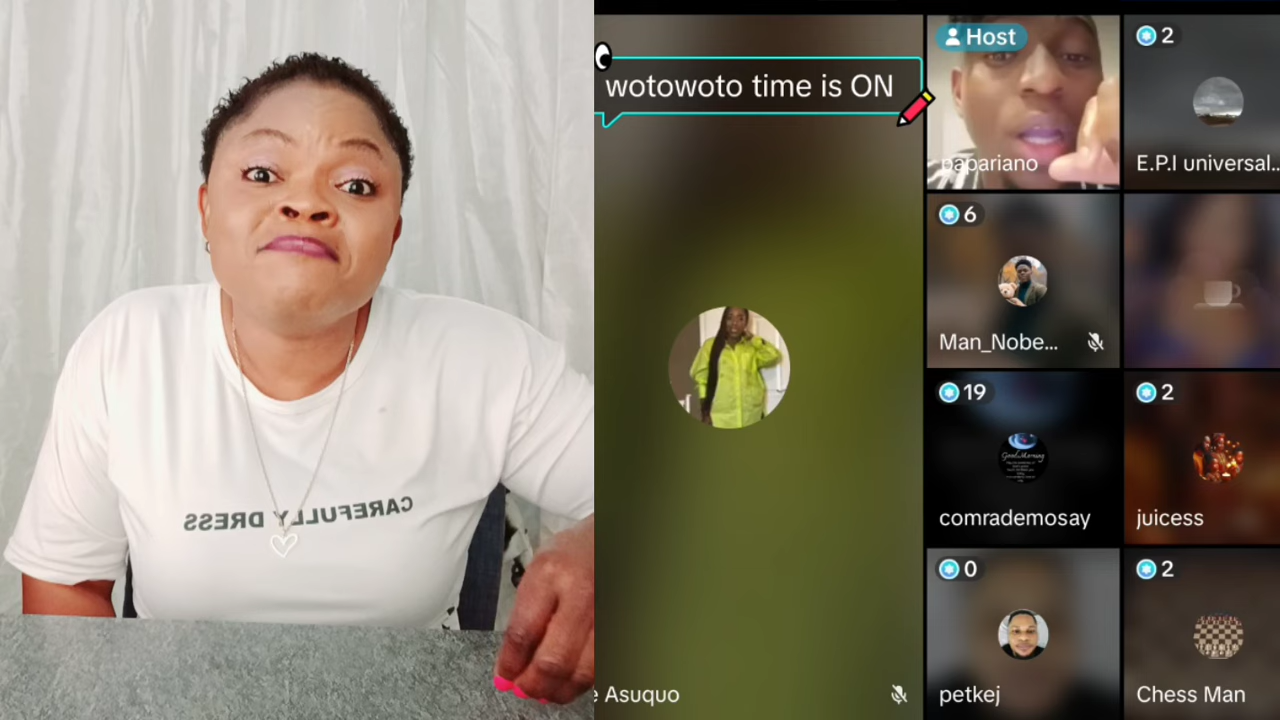 CAREFULLY DRESS
wotowoto time is ON
e Asuquo
Host
papariano
2
E.P.I universal...
6
Man_Nobe...
19
comrademosay
2
juicess
0
petkej
2
Chess Man